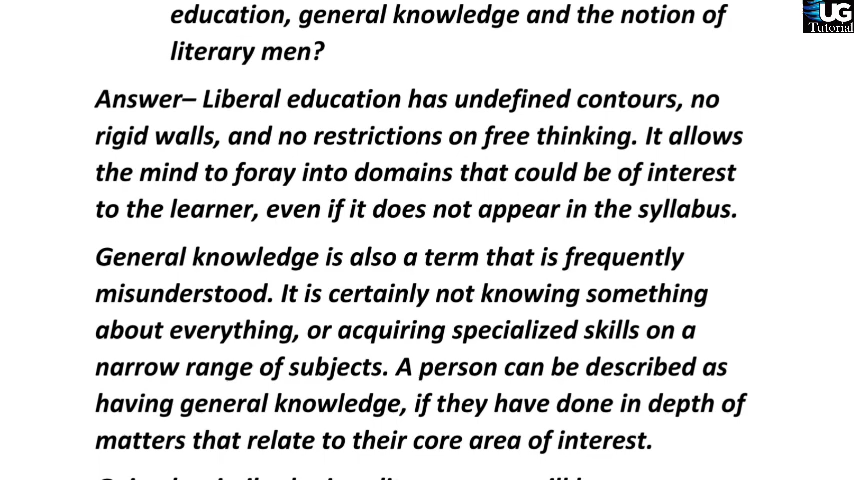 UG
Tutorial
education, general knowledge and the notion of
literary men?
Answer– Liberal education has undefined contours, no
rigid walls, and no restrictions on free thinking. It allows
the mind to foray into domains that could be of interest
to the learner, even if it does not appear in the syllabus.
General knowledge is also a term that is frequently
misunderstood. It is certainly not knowing something
about everything, or acquiring specialized skills on a
narrow range of subjects. A person can be described as
having general knowledge, if they have done in depth of
matters that relate to their core area of interest.